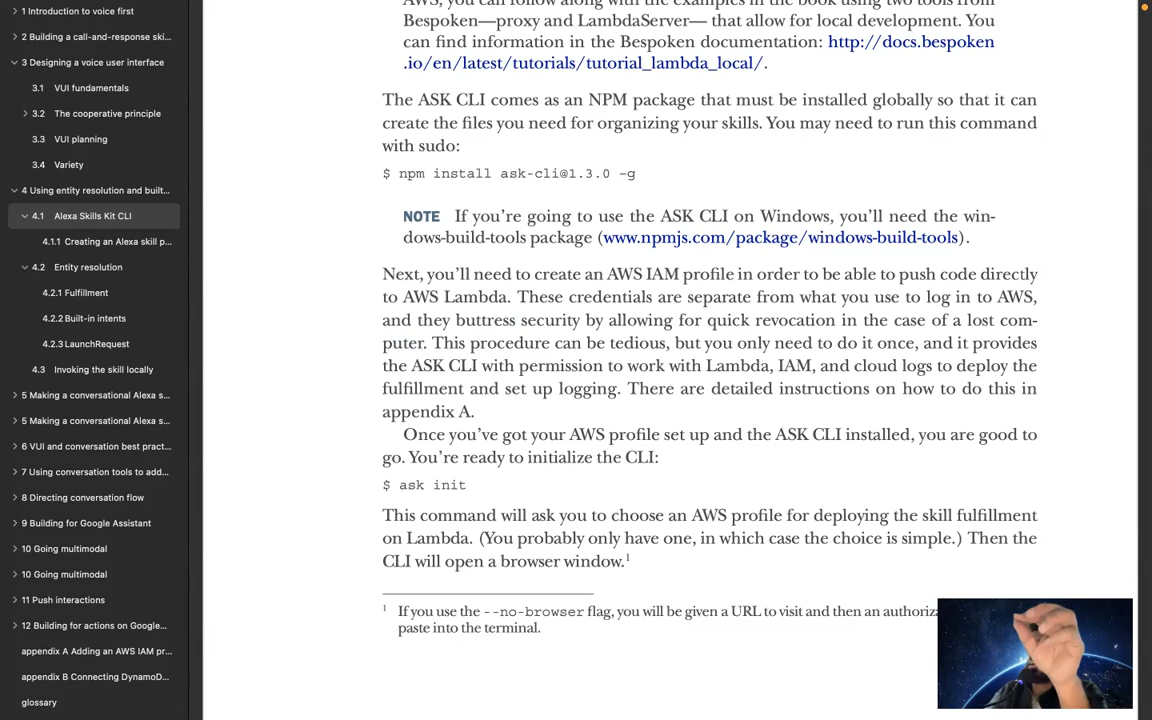 1 Introduction to voice first
2 Building a call-and-response ski...
3 Designing a voice user interface
3.1 VUI fundamentals
3.2 The cooperative principle
3.3 VUI planning
3.4 Variety
4 Using entity resolution and built...
4.1 Alexa Skills Kit CLI
4.1.1 Creating an Alexa skill p...
4.2 Entity resolution
4.2.1 Fulfillment
4.2.2 Built-in intents
4.2.3 LaunchRequest
4.3 Invoking the skill locally
5 Making a conversational Alexa s...
5 Making a conversational Alexa s...
6 VUI and conversation best pract...
7 Using conversation tools to add...
8 Directing conversation flow
9 Building for Google Assistant
10 Going multimodal
10 Going multimodal
11 Push interactions
12 Building for actions on Google...
appendix A Adding an AWS IAM pr...
appendix B Connecting DynamoD...
glossary
AWS, you can follow along with the examples in the book using two tools from
Bespoken—proxy and LambdaServer— that allow for local development. You
can find information in the Bespoken documentation: http://docs.bespoken
.io/en/latest/tutorials/tutorial_lambda_local/.
The ASK CLI comes as an NPM package that must be installed globally so that it can
create the files you need for organizing your skills. You may need to run this command
with sudo:
$ npm install ask-cli@1.3.0 -g
NOTE If you're going to use the ASK CLI on Windows, you'll need the win-
dows-build-tools package (www.npmjs.com/package/windows-build-tools).
Next, you'll need to create an AWS IAM profile in order to be able to push code directly
to AWS Lambda. These credentials are separate from what you use to log in to AWS,
and they buttress security by allowing for quick revocation in the case of a lost com-
puter. This procedure can be tedious, but you only need to do it once, and it provides
the ASK CLI with permission to work with Lambda, IAM, and cloud logs to deploy the
fulfillment and set up logging. There are detailed instructions on how to do this in
appendix A.
Once you've got your AWS profile set up and the ASK CLI installed, you are good to
go. You're ready to initialize the CLI:
$ ask init
This command will ask you to choose an AWS profile for deploying the skill fulfillment
on Lambda. (You probably only have one, in which case the choice is simple.) Then the
CLI will open a browser window.1
1 If you use the --no-browser flag, you will be given a URL to visit and then an authoriza
paste into the terminal.